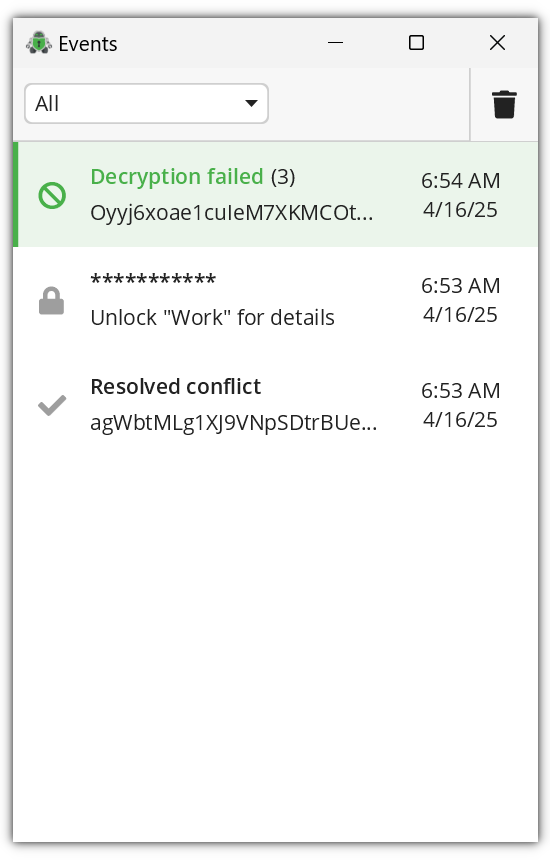 Events
All
Decryption failed (3)
6:54 AM
Oyyj6xoae1cuIeM7XKMCOt...
4/16/25
***********
6:53 AM
Unlock "Work" for details
4/16/25
Resolved conflict
6:53 AM
agWbtMLg1XJ9VNpSDtrBUe...
4/16/25